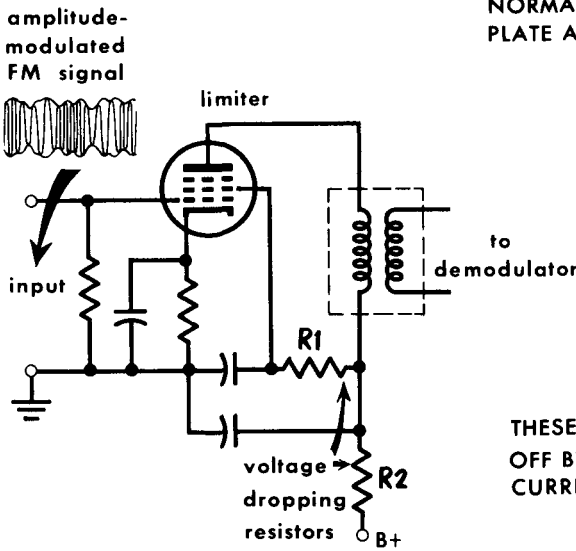 amplitude-
modulated
FM signal
NORMA
PLATE A
limiter
input
to
demodulator
R1
voltage
dropping
resistors
R2
B+
THESE
OFF B
CURR